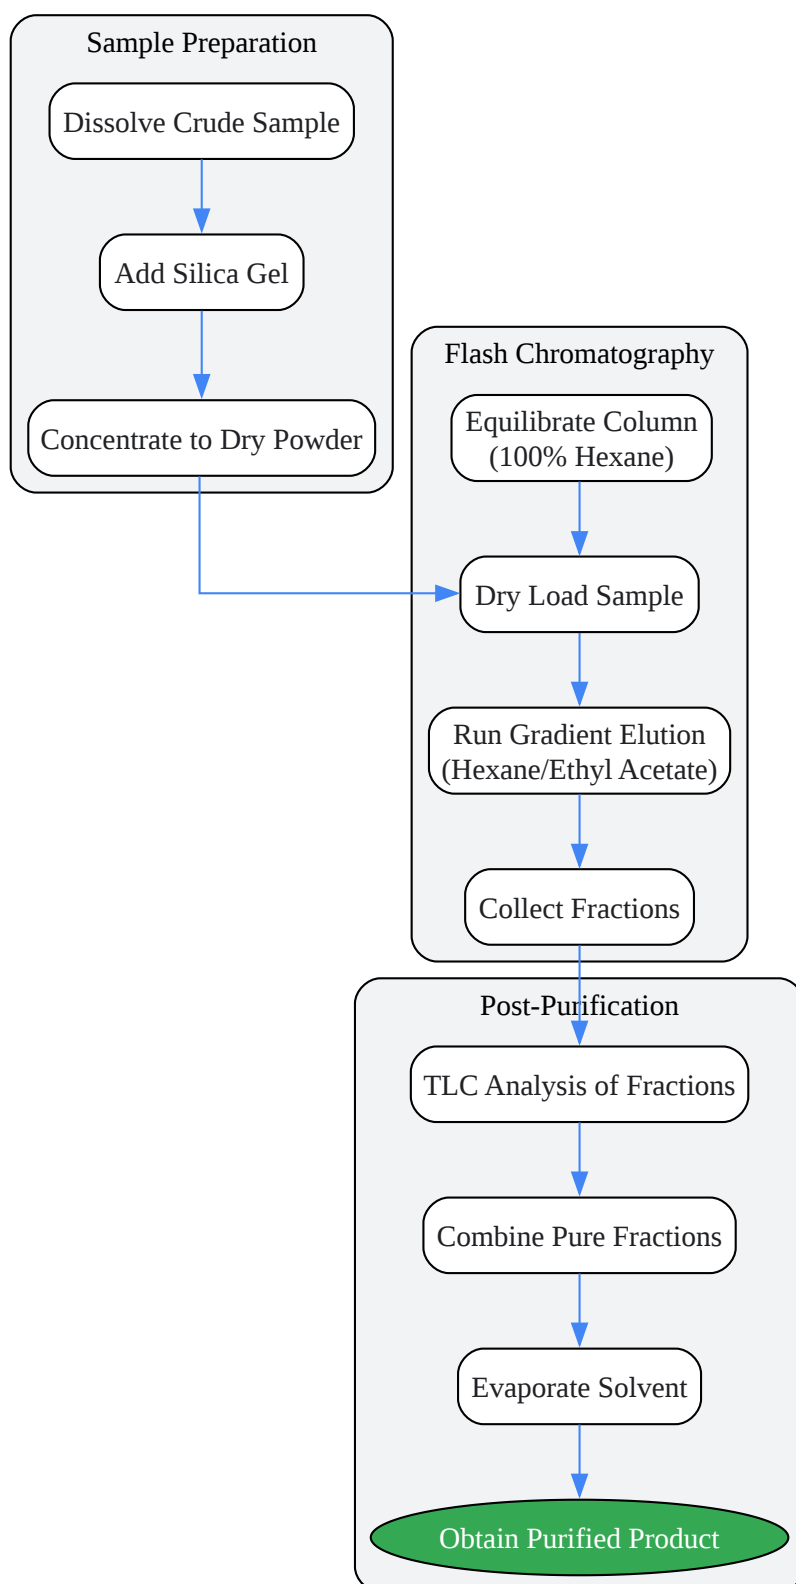 Sample Preparation
Dissolve Crude Sample
Add Silica Gel
Concentrate to Dry Powder
Flash Chromatography
Equilibrate Column
(100% Hexane)
Dry Load Sample
Run Gradient Elution
(Hexane/Ethyl Acetate)
Collect Fractions
Post-Purification
TLC Analysis of Fractions
Combine Pure Fractions
Evaporate Solvent
Obtain Purified Product